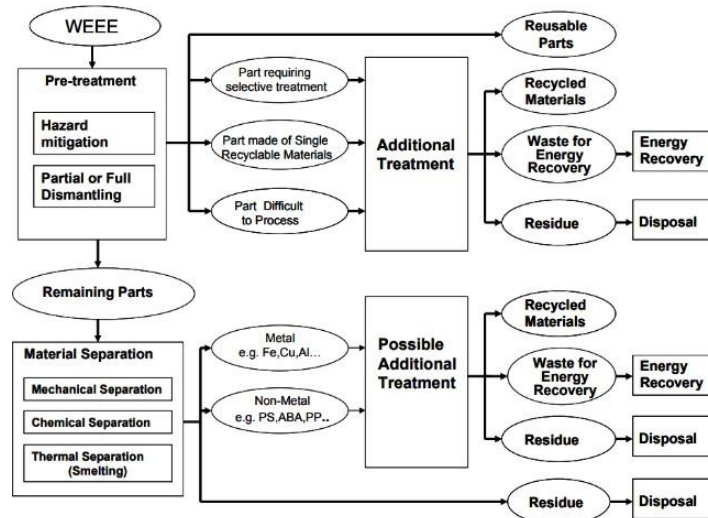 WEEE
Pre-treatment
Hazard
mitigation
Partial or Full
Dismantling
Reusable
Parts
Part requiring
selective treatment
Part made of Single
Recyclable Materials
Part Difficult
to Process
Additional
Treatment
Recycled
Materials
Waste for
Energy
Recovery
Energy
Recovery
Residue
Disposal
Remaining Parts
Material Separation
Mechanical Separation
Chemical Separation
Thermal Separation
(Smelting)
Metal
e.g. Fe,Cu,Al...
Non-Metal
e.g. PS,ABA,PP..
Possible
Additional
Treatment
Recycled
Materials
Waste for
Energy
Recovery
Energy
Recovery
Residue
Disposal
Residue
Disposal